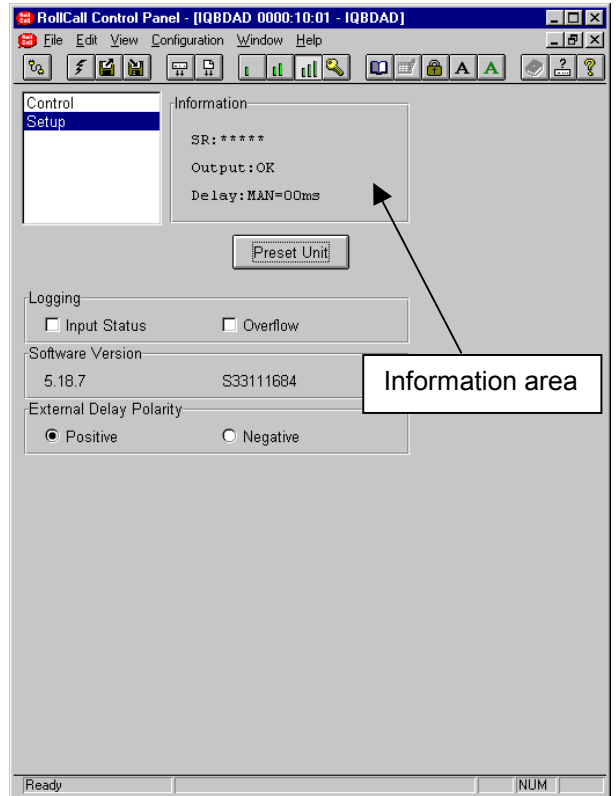 RollCall Control Panel - [IQBDAD 0000:10:01 - IQBDAD]
File Edit View Configuration Window Help
A A
Control
Setup
Information
SR:*****
Output:OK
Delay:MAN=00ms
Preset Unit
Logging
Input Status Overflow
Software Version
5.18.7 S33111684
Information area
External Delay Polarity
Positive Negative
Ready NUM